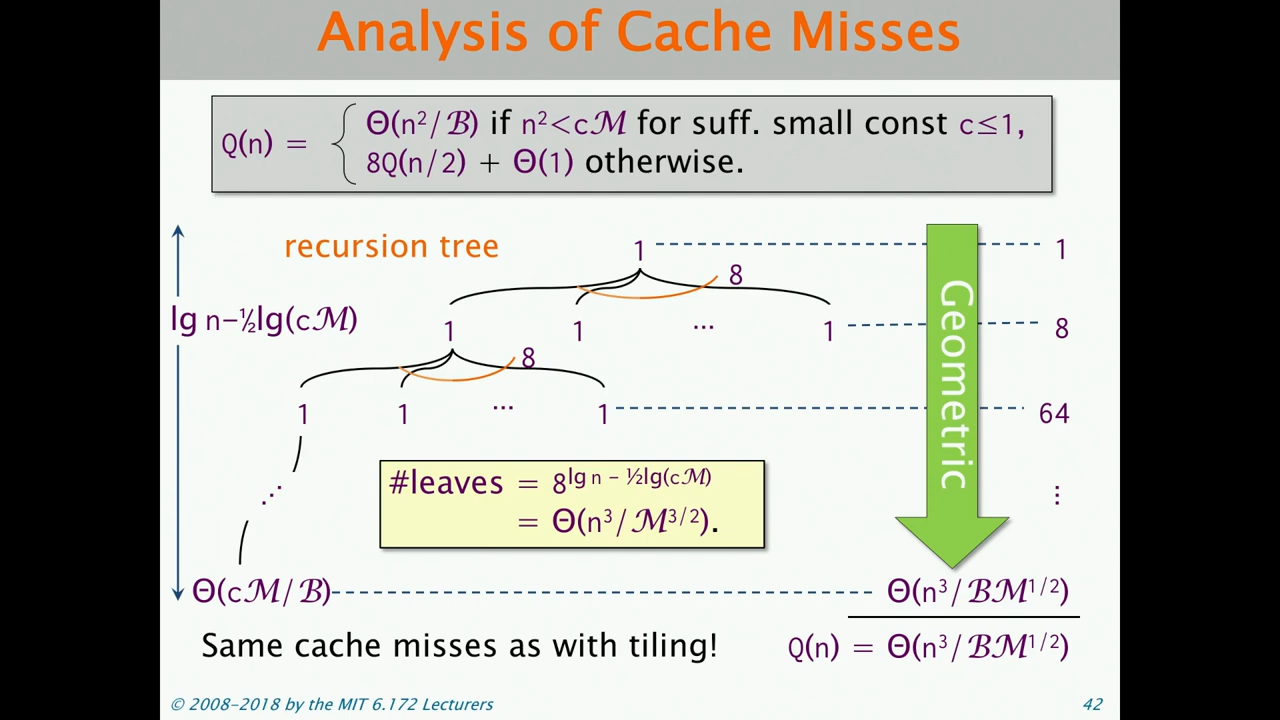 Analysis of Cache Misses
Q(n) = { Θ(n²/ℬ) if n²<cℳ for suff. small const c≤1,
8Q(n/2) + Θ(1) otherwise.
recursion tree
1 1
8
lg n−½lg(cℳ)
1 1 ⋯ 1 8
8
1 1 ⋯ 1 64
Geometric
#leaves = 8^(lg n − ½lg(cℳ))
= Θ(n³/ℳ^(3/2)).
⋰ ⋮
Θ(cℳ/ℬ) Θ(n³/ℬℳ^(1/2))
Same cache misses as with tiling! Q(n) = Θ(n³/ℬℳ^(1/2))
© 2008–2018 by the MIT 6.172 Lecturers 42